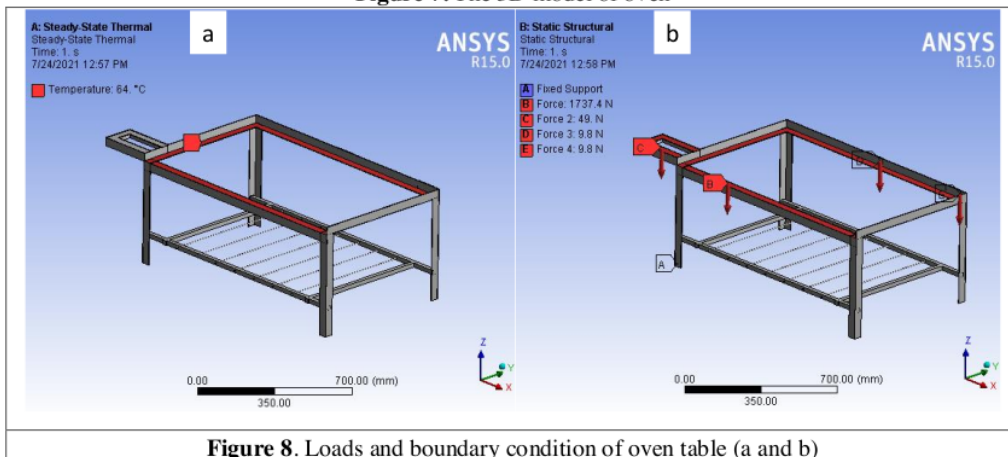 A: Steady-State Thermal
Steady-State Thermal
Time: 1. s
7/24/2021 12:57 PM
Temperature: 64. °C
a
ANSYS
R15.0
Z
Y
X
0.00
700.00 (mm)
350.00
B: Static Structural
Static Structural
Time: 1. s
7/24/2021 12:58 PM
A Fixed Support
B Force: 1737.4 N
C Force 2: 49. N
D Force 3: 9.8 N
E Force 4: 9.8 N
b
ANSYS
R15.0
C
B
A
Z
Y
X
0.00
700.00 (mm)
350.00
Figure 8. Loads and boundary condition of oven table (a and b)